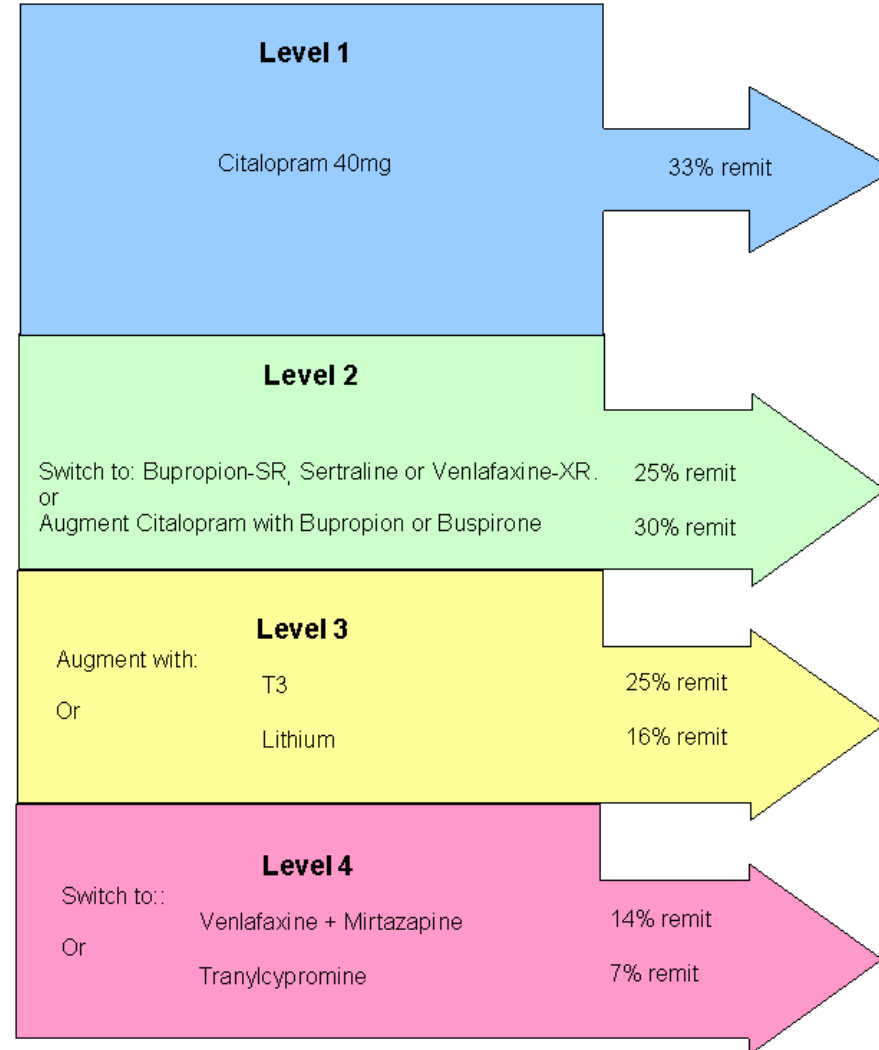 Level 1
Citalopram 40mg
33% remit
Level 2
Switch to: Bupropion-SR, Sertraline or Venlafaxine-XR.
25% remit
or
Augment Citalopram with Bupropion or Buspirone
30% remit
Level 3
Augment with:
T3
25% remit
Or
Lithium
16% remit
Level 4
Switch to::
Venlafaxine + Mirtazapine
14% remit
Or
Tranylcypromine
7% remit